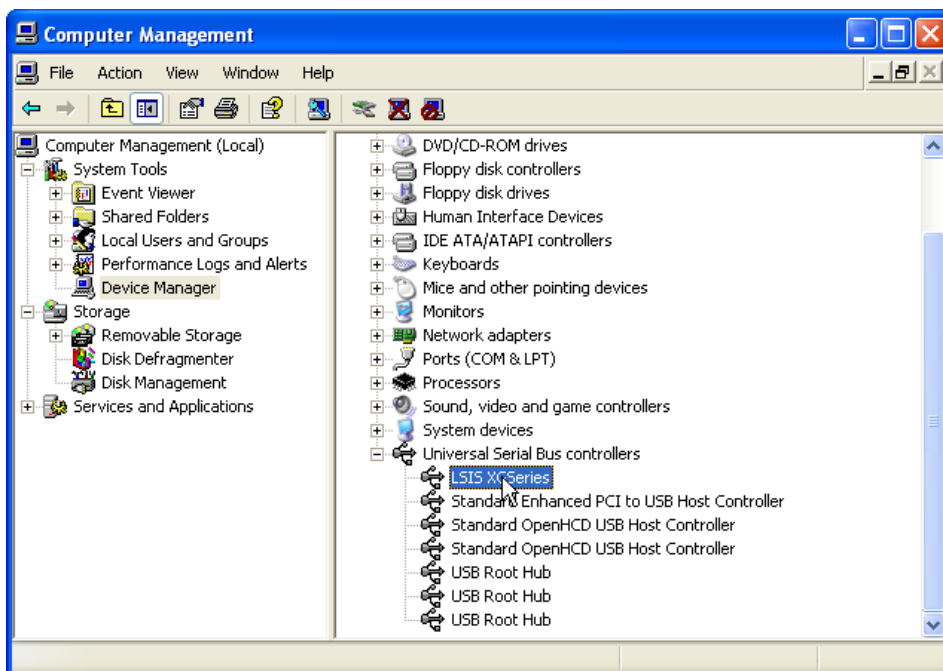 Computer Management
File Action View Window Help
Computer Management (Local)
System Tools
Event Viewer
Shared Folders
Local Users and Groups
Performance Logs and Alerts
Device Manager
Storage
Removable Storage
Disk Defragmenter
Disk Management
Services and Applications
DVD/CD-ROM drives
Floppy disk controllers
Floppy disk drives
Human Interface Devices
IDE ATA/ATAPI controllers
Keyboards
Mice and other pointing devices
Monitors
Network adapters
Ports (COM & LPT)
Processors
Sound, video and game controllers
System devices
Universal Serial Bus controllers
LSIS XGSeries
Standard Enhanced PCI to USB Host Controller
Standard OpenHCD USB Host Controller
Standard OpenHCD USB Host Controller
USB Root Hub
USB Root Hub
USB Root Hub